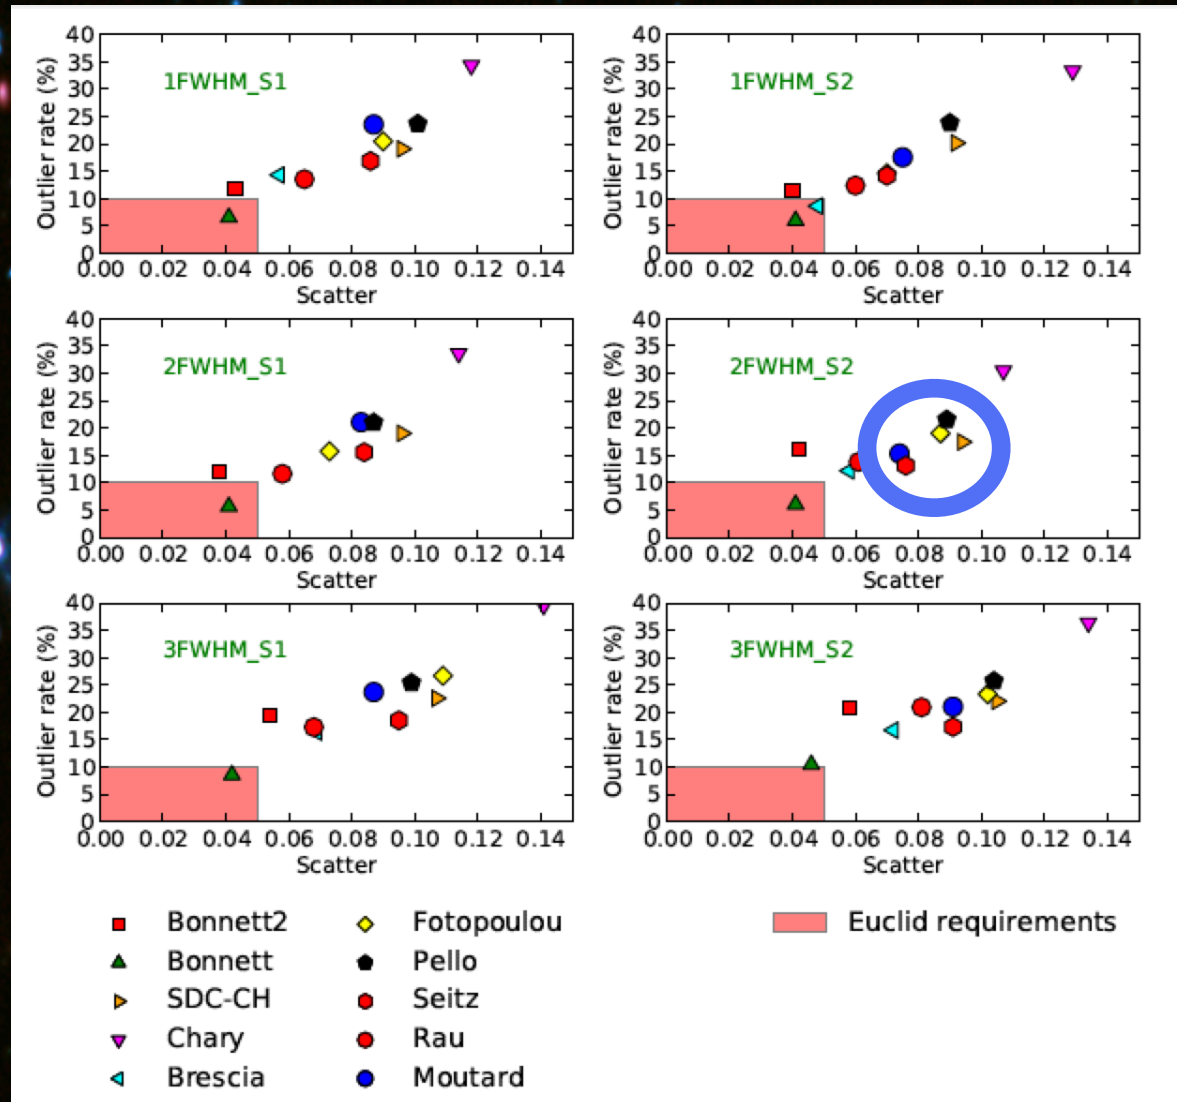 40
35
30
25
20
15
10
5
0
Outlier rate (%)
1FWHM_S1
0.00 0.02 0.04 0.06 0.08 0.10 0.12 0.14
Scatter
40
35
30
25
20
15
10
5
0
Outlier rate (%)
1FWHM_S2
0.00 0.02 0.04 0.06 0.08 0.10 0.12 0.14
Scatter
40
35
30
25
20
15
10
5
0
Outlier rate (%)
2FWHM_S1
0.00 0.02 0.04 0.06 0.08 0.10 0.12 0.14
Scatter
40
35
30
25
20
15
10
5
0
Outlier rate (%)
2FWHM_S2
0.00 0.02 0.04 0.06 0.08 0.10 0.12 0.14
Scatter
40
35
30
25
20
15
10
5
0
Outlier rate (%)
3FWHM_S1
0.00 0.02 0.04 0.06 0.08 0.10 0.12 0.14
Scatter
40
35
30
25
20
15
10
5
0
Outlier rate (%)
3FWHM_S2
0.00 0.02 0.04 0.06 0.08 0.10 0.12 0.14
Scatter
Bonnett2
Bonnett
SDC-CH
Chary
Brescia
Fotopoulou
Pello
Seitz
Rau
Moutard
Euclid requirements